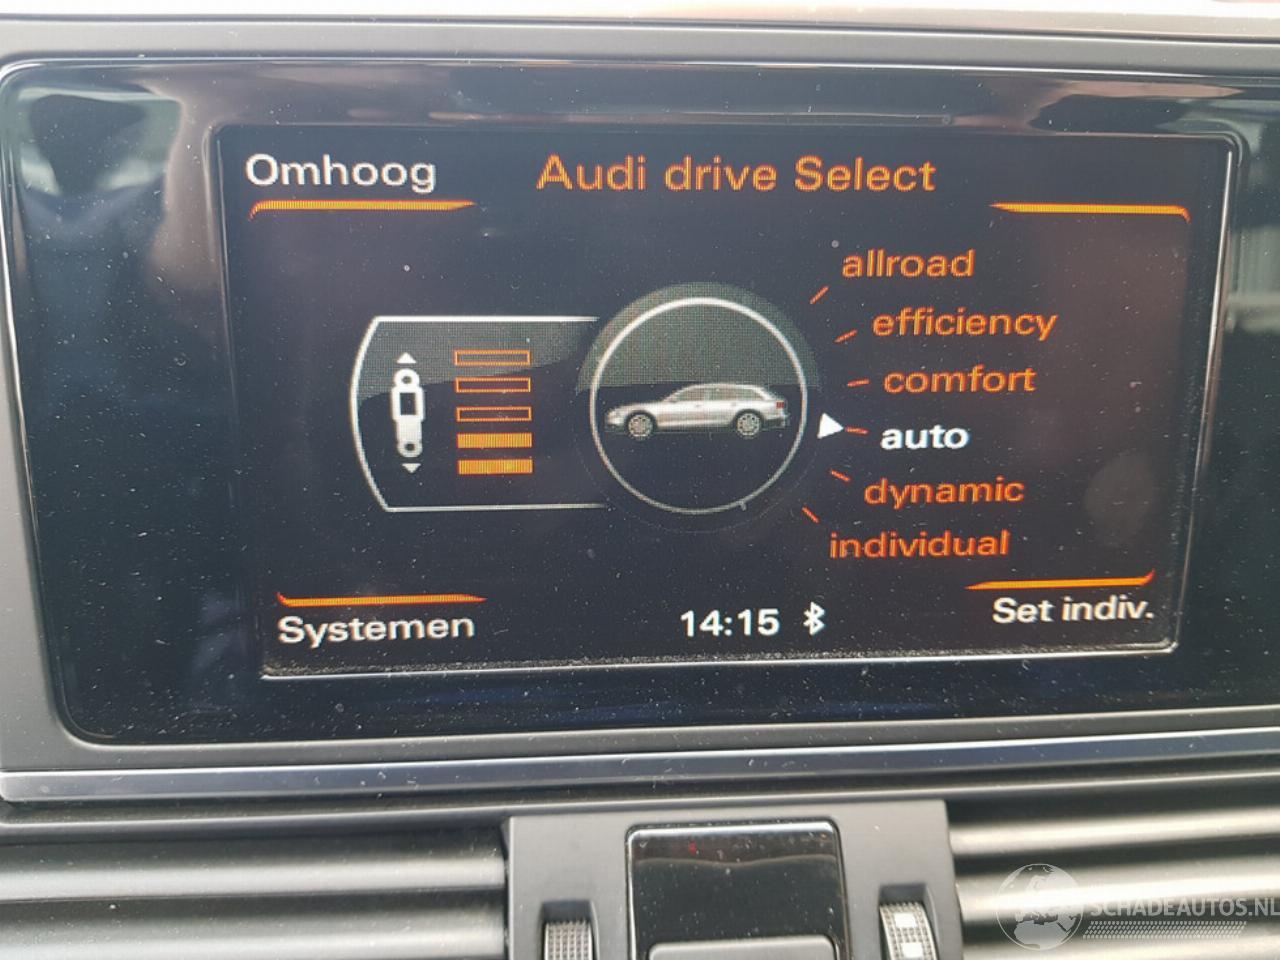 Omhoog
Audi drive Select
allroad
efficiency
comfort
auto
dynamic
individual
Systemen
14:15
Set indiv.
SCHADEAUTOS.NL